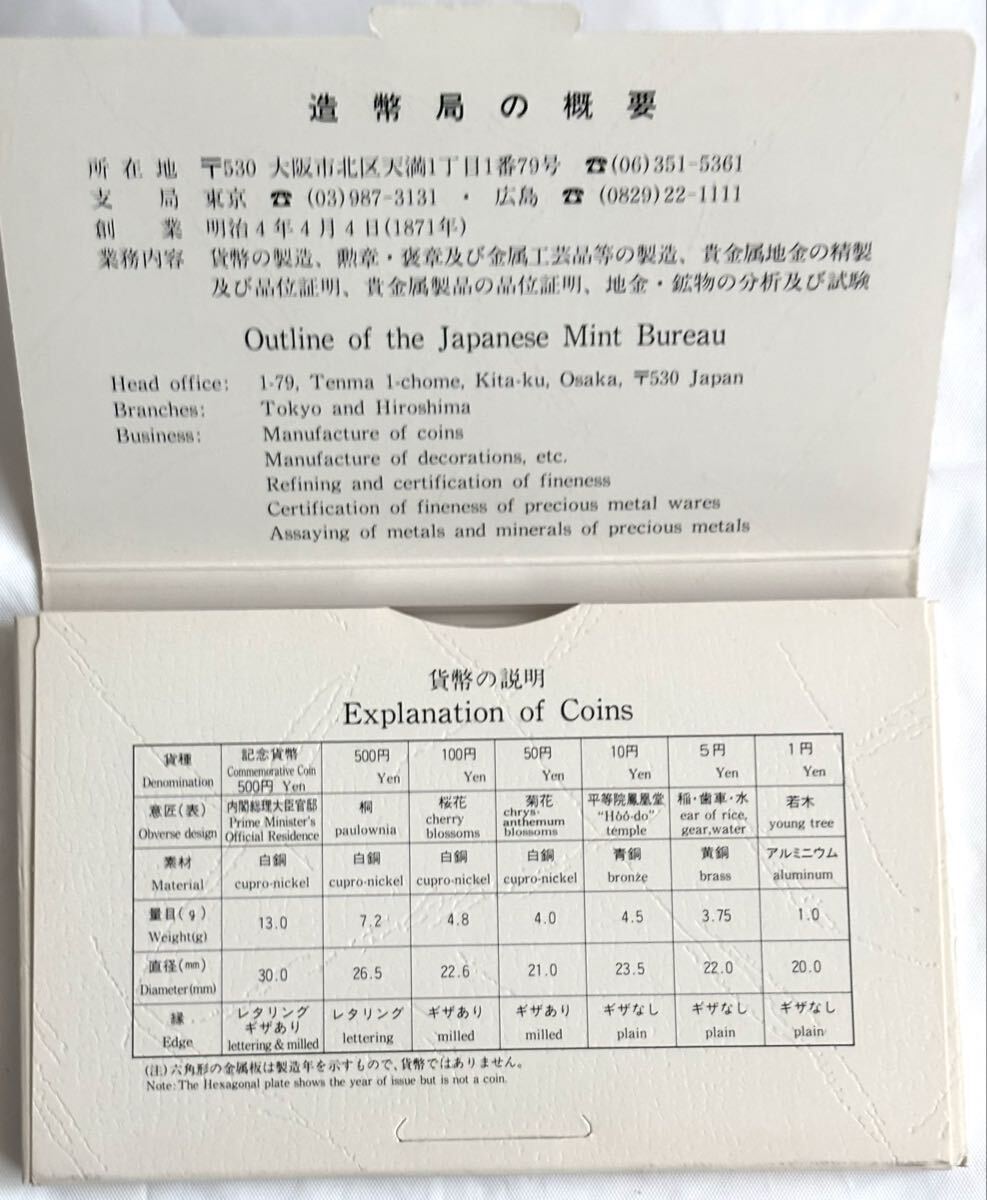 造幣局の概要
所在地 〒530 大阪市北区天満1丁目1番79号 ☎(06)351-5361
支局 東京 ☎ (03)987-3131 ・ 広島 ☎ (0829)22-1111
創業 明治4年4月4日(1871年)
業務内容 貨幣の製造、勲章・褒章及び金属工芸品等の製造、貴金属地金の精製
及び品位証明、貴金属製品の品位証明、地金・鉱物の分析及び試験
Outline of the Japanese Mint Bureau
Head office: 1-79, Tenma 1-chome, Kita-ku, Osaka, 〒530 Japan
Branches: Tokyo and Hiroshima
Business: Manufacture of coins
Manufacture of decorations, etc.
Refining and certification of fineness
Certification of fineness of precious metal wares
Assaying of metals and minerals of precious metals
貨幣の説明
Explanation of Coins
貨種 記念貨幣 500円 100円 50円 10円 5円 1円
Denomination Commemorative Coin 500円 Yen Yen Yen Yen Yen Yen Yen
意匠(表) 内閣総理大臣官邸 桐 桜花 菊花 平等院鳳凰堂 稲・歯車・水 若木
Obverse design Prime Minister's Official Residence paulownia cherry blossoms chrys-anthemum blossoms "Hôô-do" temple ear of rice, gear,water young tree
素材 白銅 白銅 白銅 白銅 青銅 黄銅 アルミニウム
Material cupro-nickel cupro-nickel cupro-nickel cupro-nickel bronze brass aluminum
量目(g) 13.0 7.2 4.8 4.0 4.5 3.75 1.0
Weight(g)
直径(mm) 30.0 26.5 22.6 21.0 23.5 22.0 20.0
Diameter(mm)
縁 レタリング ギザあり レタリング ギザあり ギザあり ギザなし ギザなし ギザなし
Edge lettering & milled lettering milled milled plain plain plain
(注)六角形の金属板は製造年を示すもので、貨幣ではありません。
Note:The Hexagonal plate shows the year of issue but is not a coin.